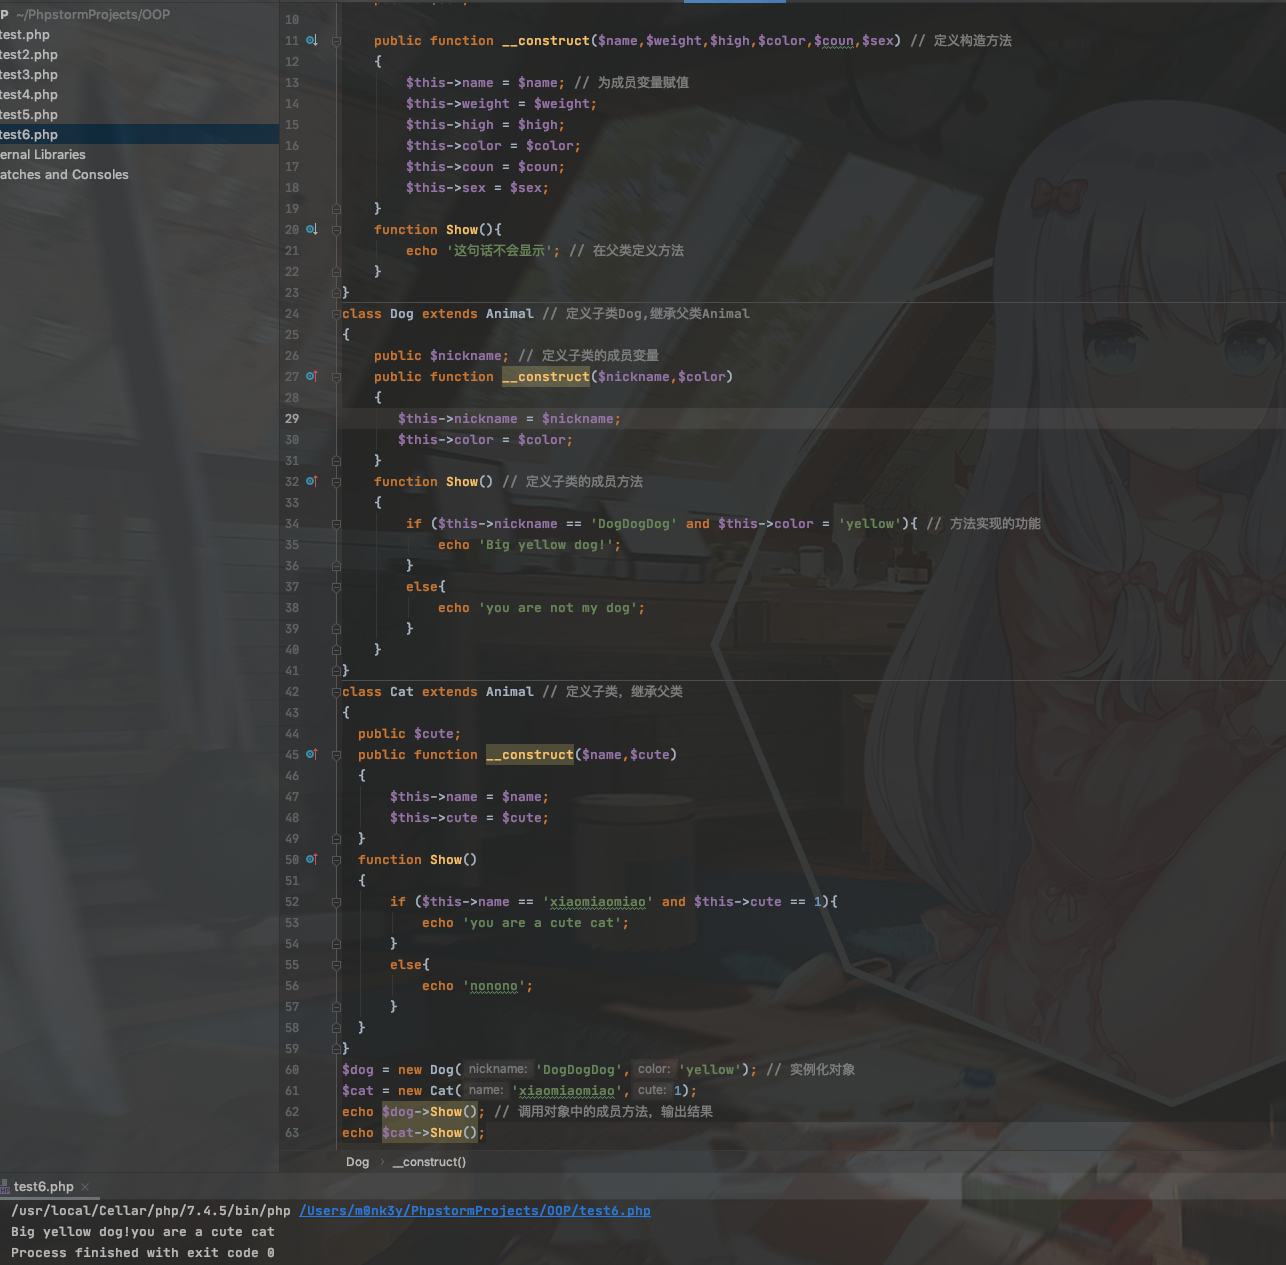 P ~/PhpstormProjects/OOP
test.php
test2.php
test3.php
test4.php
test5.php
test6.php
ernal Libraries
atches and Consoles
10
11 public function __construct($name,$weight,$high,$color,$coun,$sex) // 定义构造方法
12 {
13 $this->name = $name; // 为成员变量赋值
14 $this->weight = $weight;
15 $this->high = $high;
16 $this->color = $color;
17 $this->coun = $coun;
18 $this->sex = $sex;
19 }
20 function Show(){
21 echo '这句话不会显示'; // 在父类定义方法
22 }
23 }
24 class Dog extends Animal // 定义子类Dog,继承父类Animal
25 {
26 public $nickname; // 定义子类的成员变量
27 public function __construct($nickname,$color)
28 {
29 $this->nickname = $nickname;
30 $this->color = $color;
31 }
32 function Show() // 定义子类的成员方法
33 {
34 if ($this->nickname == 'DogDogDog' and $this->color = 'yellow'){ // 方法实现的功能
35 echo 'Big yellow dog!';
36 }
37 else{
38 echo 'you are not my dog';
39 }
40 }
41 }
42 class Cat extends Animal // 定义子类，继承父类
43 {
44 public $cute;
45 public function __construct($name,$cute)
46 {
47 $this->name = $name;
48 $this->cute = $cute;
49 }
50 function Show()
51 {
52 if ($this->name == 'xiaomiaomiao' and $this->cute == 1){
53 echo 'you are a cute cat';
54 }
55 else{
56 echo 'nonono';
57 }
58 }
59 }
60 $dog = new Dog( nickname: 'DogDogDog', color: 'yellow'); // 实例化对象
61 $cat = new Cat( name: 'xiaomiaomiao', cute: 1);
62 echo $dog->Show(); // 调用对象中的成员方法，输出结果
63 echo $cat->Show();
Dog › __construct()
test6.php ×
/usr/local/Cellar/php/7.4.5/bin/php /Users/m0nk3y/PhpstormProjects/OOP/test6.php
Big yellow dog!you are a cute cat
Process finished with exit code 0